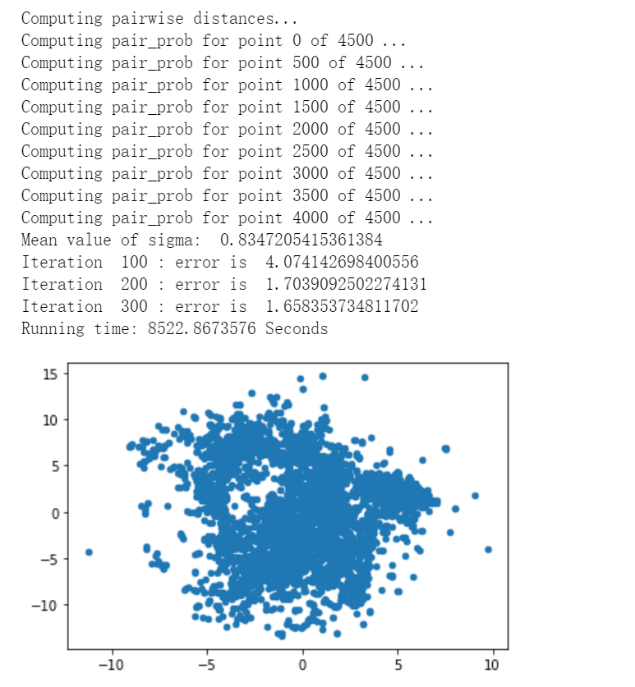 Computing pairwise distances...
Computing pair_prob for point 0 of 4500 ...
Computing pair_prob for point 500 of 4500 ...
Computing pair_prob for point 1000 of 4500 ...
Computing pair_prob for point 1500 of 4500 ...
Computing pair_prob for point 2000 of 4500 ...
Computing pair_prob for point 2500 of 4500 ...
Computing pair_prob for point 3000 of 4500 ...
Computing pair_prob for point 3500 of 4500 ...
Computing pair_prob for point 4000 of 4500 ...
Mean value of sigma:  0.8347205415361384
Iteration  100 : error is  4.074142698400556
Iteration  200 : error is  1.7039092502274131
Iteration  300 : error is  1.658353734811702
Running time: 8522.8673576 Seconds
15
10
5
0
−5
−10
−10 −5 0 5 10